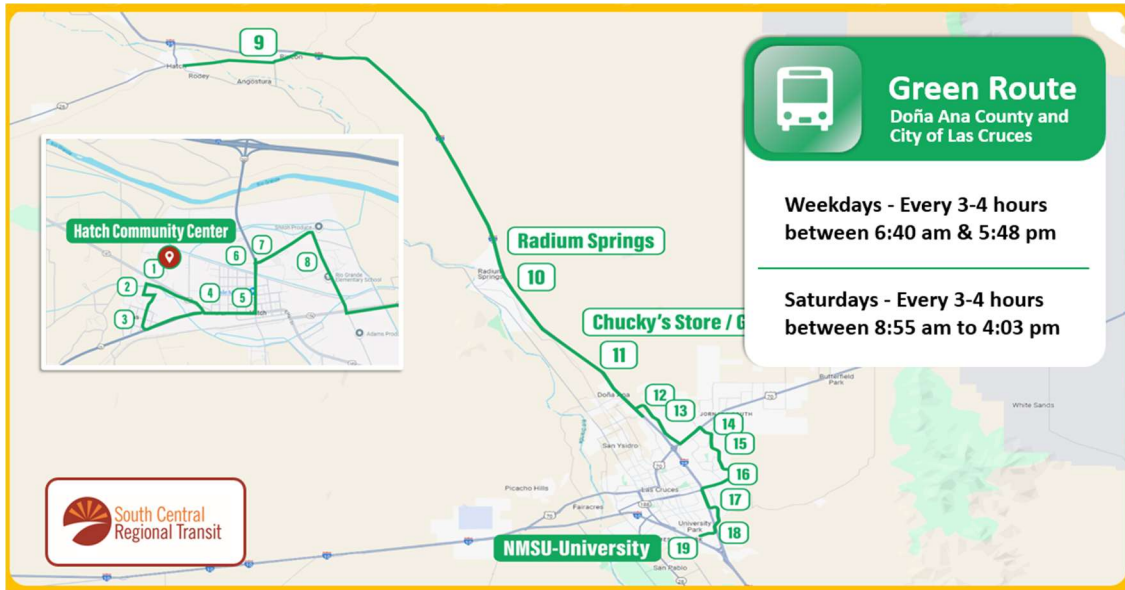 9
Hatch
Rodey
Angostura
Green Route
Doña Ana County and
City of Las Cruces
Weekdays - Every 3-4 hours
between 6:40 am & 5:48 pm
Saturdays - Every 3-4 hours
between 8:55 am to 4:03 pm
Hatch Community Center
1
2
3
4
5
6
7
8
Rio Grande
Elementary School
Radium Springs
Radium
Springs
10
Chucky's Store / G
11
Doña Ana
12
13
14
15
San Ysidro
70
16
Butterfield
Park
White Sands
Picacho Hills
Las Cruces
Fairacres
17
University
Park
18
NMSU-University
19
San Pablo
South Central
Regional Transit